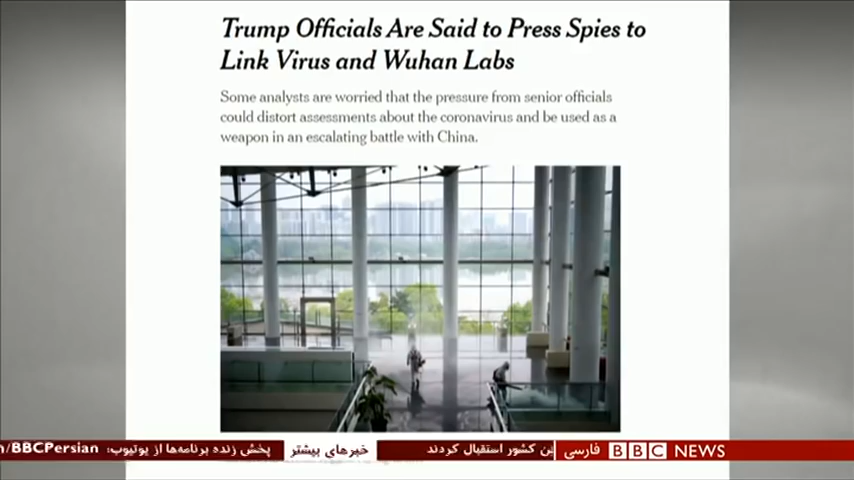 Trump Officials Are Said to Press Spies to
Link Virus and Wuhan Labs
Some analysts are worried that the pressure from senior officials
could distort assessments about the coronavirus and be used as a
weapon in an escalating battle with China.
فارسی BBC NEWS
ین کشور استقبال کردند
خبرهای بیشتر
پخش زنده برنامه‌ها از یوتیوب: n/BBCPersian